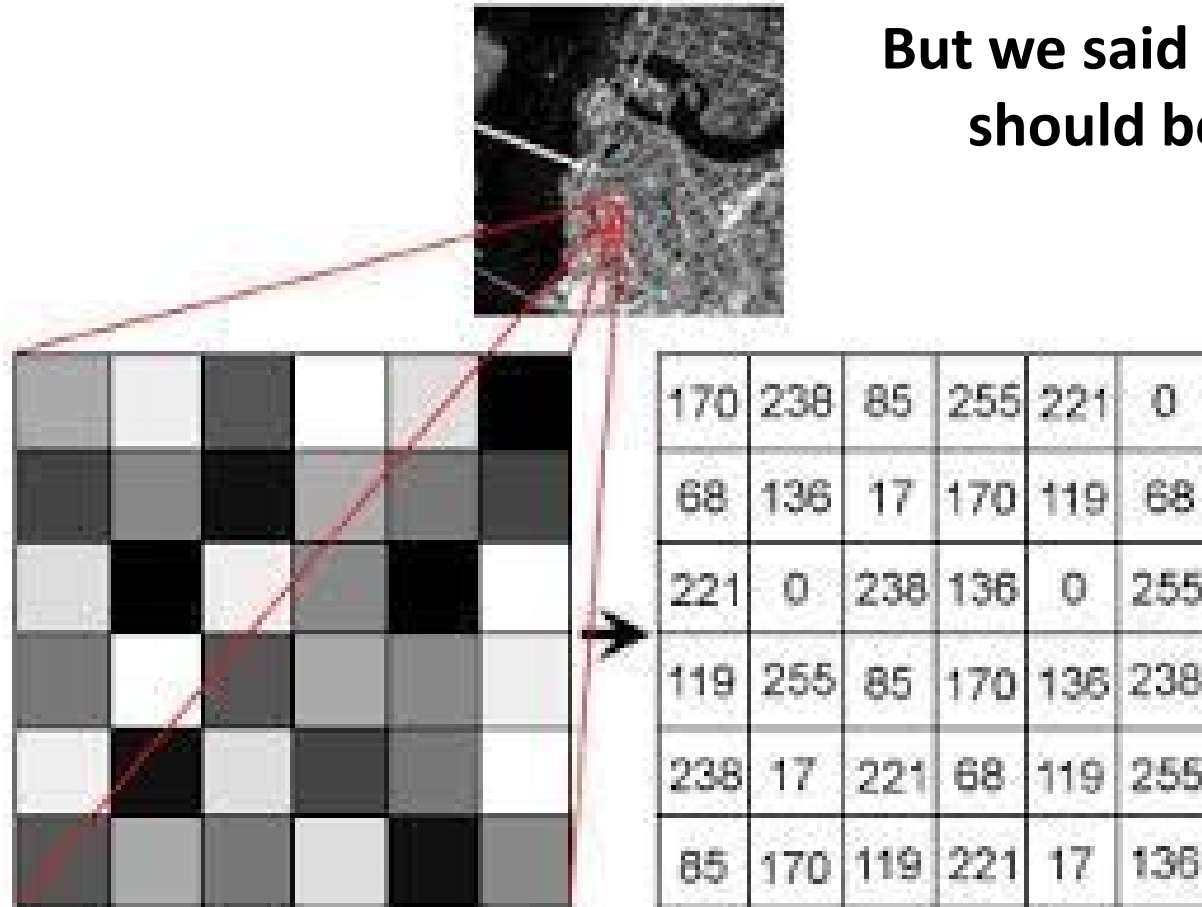 But we said
should be
170 238 85 255 221 0
68 136 17 170 119 68
221 0 238 136 0 255
119 255 85 170 136 238
238 17 221 68 119 255
85 170 119 221 17 136